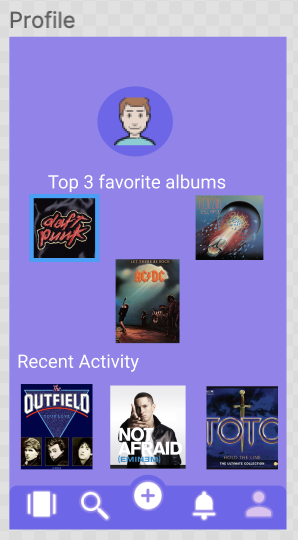 Profile
Top 3 favorite albums
daft
punk
LET THERE BE ROCK
AC/DC
Recent Activity
The
OUTFIELD
NOT
AFRAID
(EMINEM)
TOTO
HOLD THE LINE
THE ULTIMATE COLLECTION